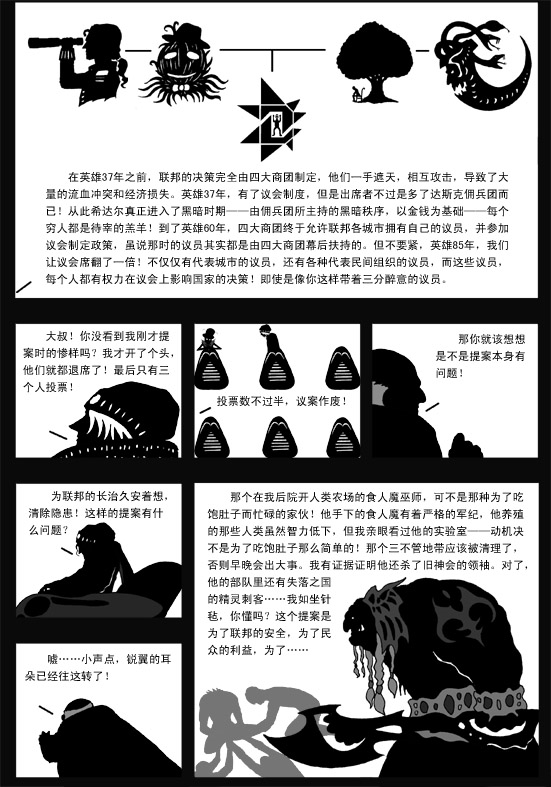 在英雄37年之前，联邦的决策完全由四大商团制定，他们一手遮天，相互攻击，导致了大
量的流血冲突和经济损失。英雄37年，有了议会制度，但是出席者不过是多了达斯克佣兵团而
已！从此希达尔真正进入了黑暗时期——由佣兵团所主持的黑暗秩序，以金钱为基础——每个
穷人都是待宰的羔羊！到了英雄60年，四大商团终于允许联邦各城市拥有自己的议员，并参加
议会制定政策，虽说那时的议员其实都是由四大商团幕后扶持的。但不要紧，英雄85年，我们
让议会席翻了一倍！不仅仅有代表城市的议员，还有各种代表民间组织的议员，而这些议员，
每个人都有权力在议会上影响国家的决策！即使是像你这样带着三分醉意的议员。
大叔！你没看到我刚才提
案时的惨样吗？我才开了个头，
他们就都退席了！最后只有三
个人投票！
投票数不过半，议案作废！
那你就该想想
是不是提案本身有
问题！
为联邦的长治久安着想，
清除隐患！这样的提案有什
么问题？
那个在我后院开人类农场的食人魔巫师，可不是那种为了吃
饱肚子而忙碌的家伙！他手下的食人魔有着严格的军纪，他养殖
的那些人类虽然智力低下，但我亲眼看过他的实验室——动机决
不是为了吃饱肚子那么简单的！那个三不管地带应该被清理了，
否则早晚会出大事。我有证据证明他还杀了旧神会的领袖。对了，
他的部队里还有失落之国
的精灵刺客……我如坐针
毡，你懂吗？这个提案是
为了联邦的安全，为了民
众的利益，为了……
嘘……小声点，锐翼的耳
朵已经往这转了！